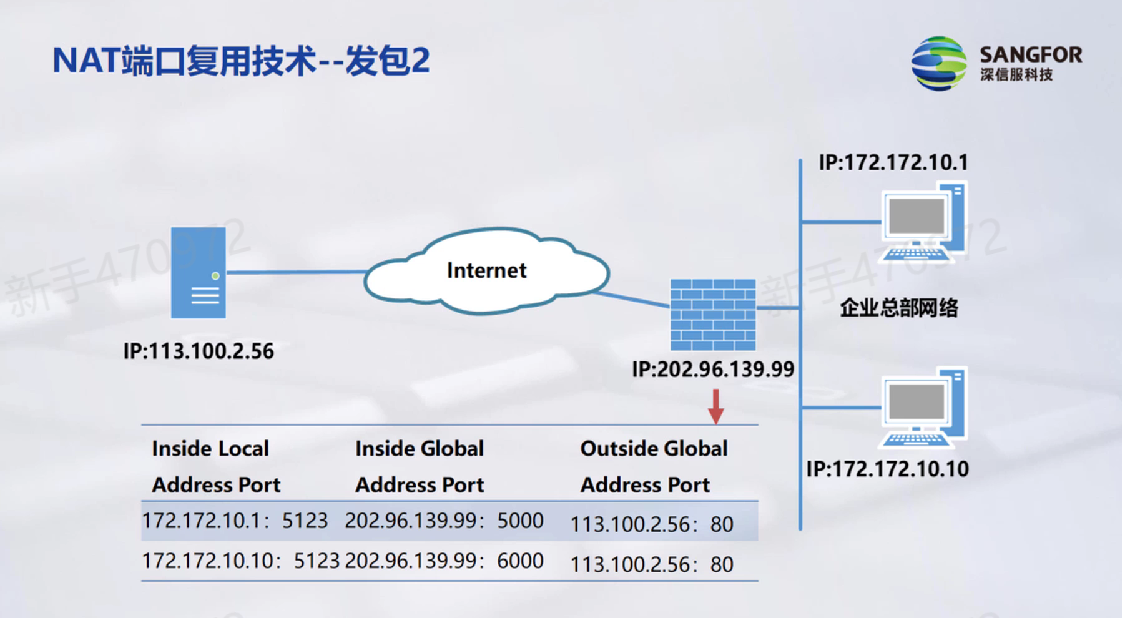 NAT端口复用技术--发包2
SANGFOR
深信服科技
IP:172.172.10.1
Internet
企业总部网络
IP:113.100.2.56
IP:202.96.139.99
IP:172.172.10.10
Inside Local Inside Global Outside Global
Address Port Address Port Address Port
172.172.10.1：5123 202.96.139.99：5000 113.100.2.56：80
172.172.10.10：5123 202.96.139.99：6000 113.100.2.56：80
新手470972
新手470972